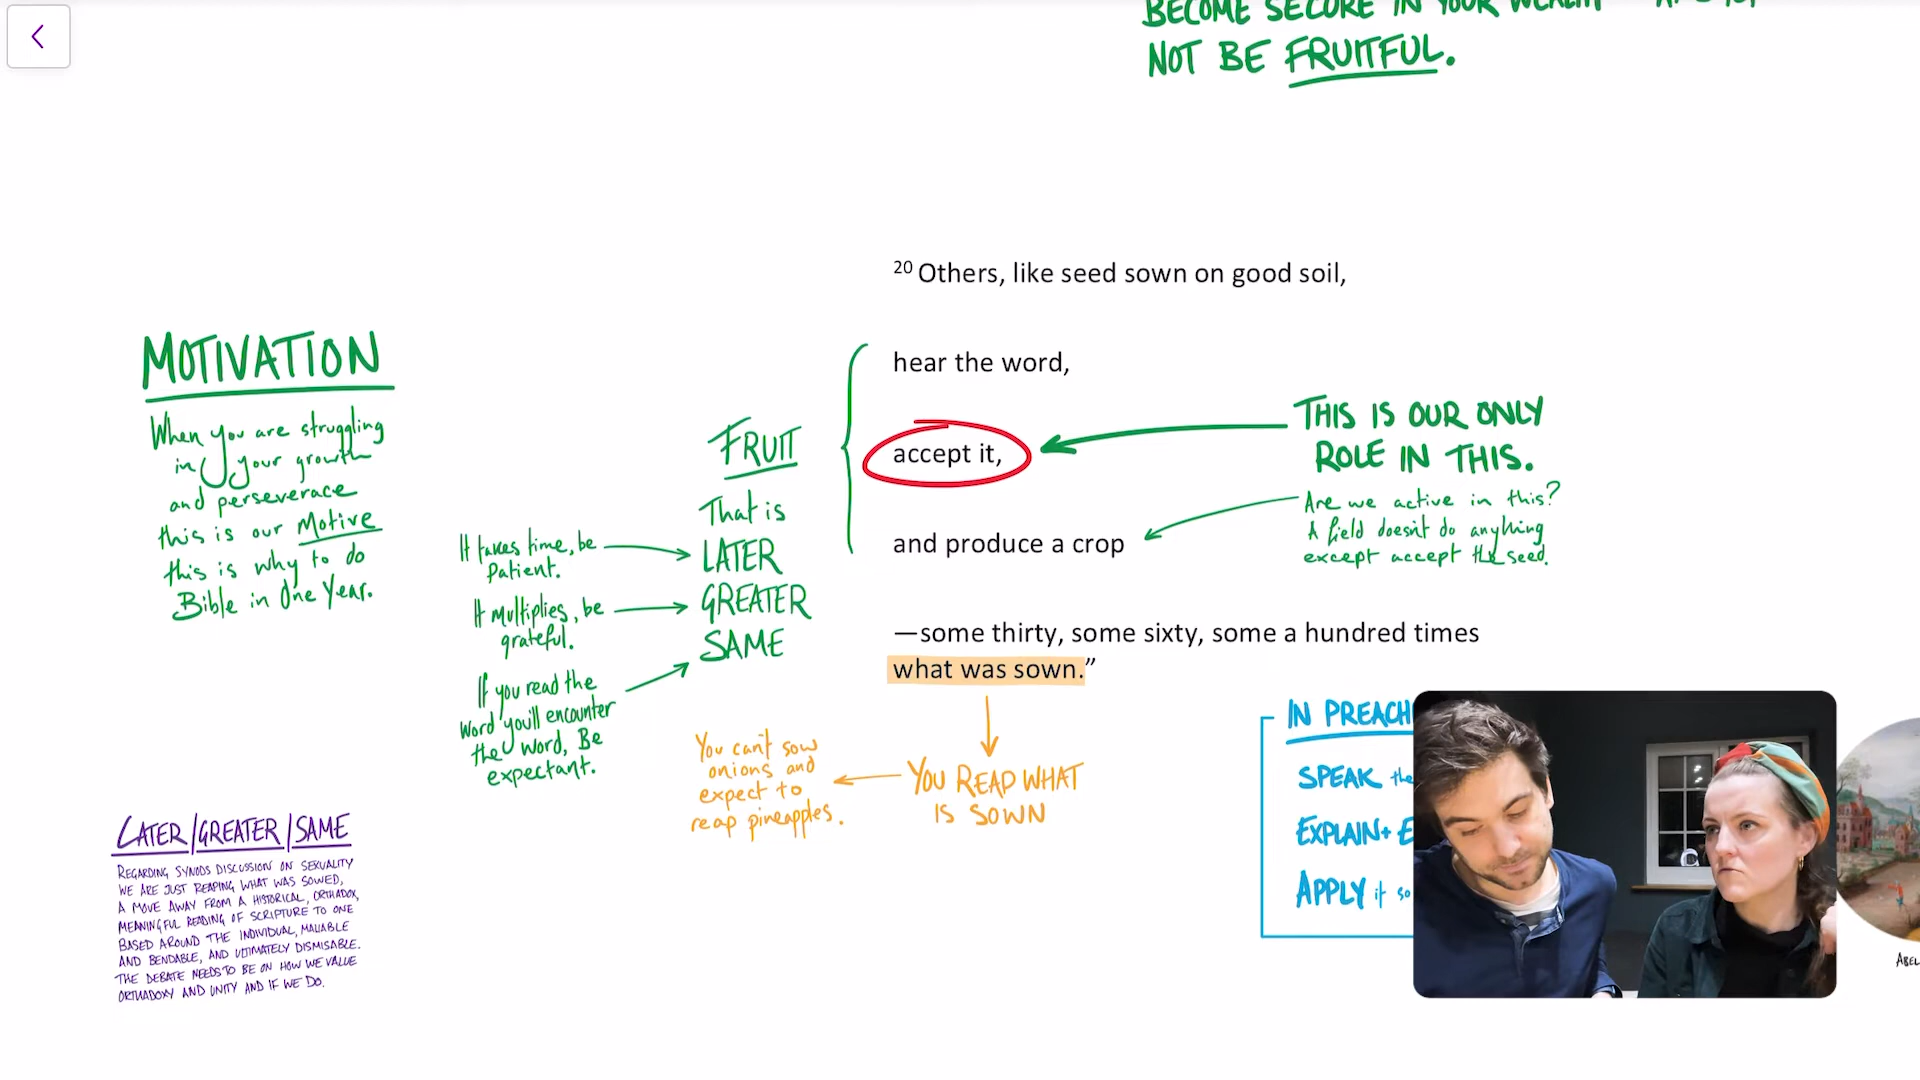 BECOME SECURE IN YOUR WEALTH
NOT BE FRUITFUL.
20 Others, like seed sown on good soil,
hear the word,
accept it,
and produce a crop
—some thirty, some sixty, some a hundred times
what was sown.”
MOTIVATION
When you are struggling
in your growth
and perseverace
this is our Motive
this is why to do
Bible in One Year.
FRUIT
That is
LATER
GREATER
SAME
It takes time, be
patient.
It multiplies, be
grateful.
If you read the
word you'll encounter
the word, Be
expectant.
THIS IS OUR ONLY
ROLE IN THIS.
Are we active in this?
A field doesn't do anything
except accept the seed.
YOU REAP WHAT
IS SOWN
You can't sow
onions and
expect to
reap pineapples.
LATER/GREATER/SAME
REGARDING SYNODS DISCUSSION ON SEXUALITY
WE ARE JUST REAPING WHAT WAS SOWED,
A MOVE AWAY FROM A HISTORICAL, ORTHADOX,
MEANINGFUL READING OF SCRIPTURE TO ONE
BASED AROUND THE INDIVIDUAL, MALIABLE
AND BENDABLE, AND ULTIMATELY DISMISABLE.
THE DEBATE NEEDS TO BE ON HOW WE VALUE
ORTHADOXY AND UNITY AND IF WE DO.
IN PREACH
SPEAK the
EXPLAIN + E
APPLY it so
ABEL